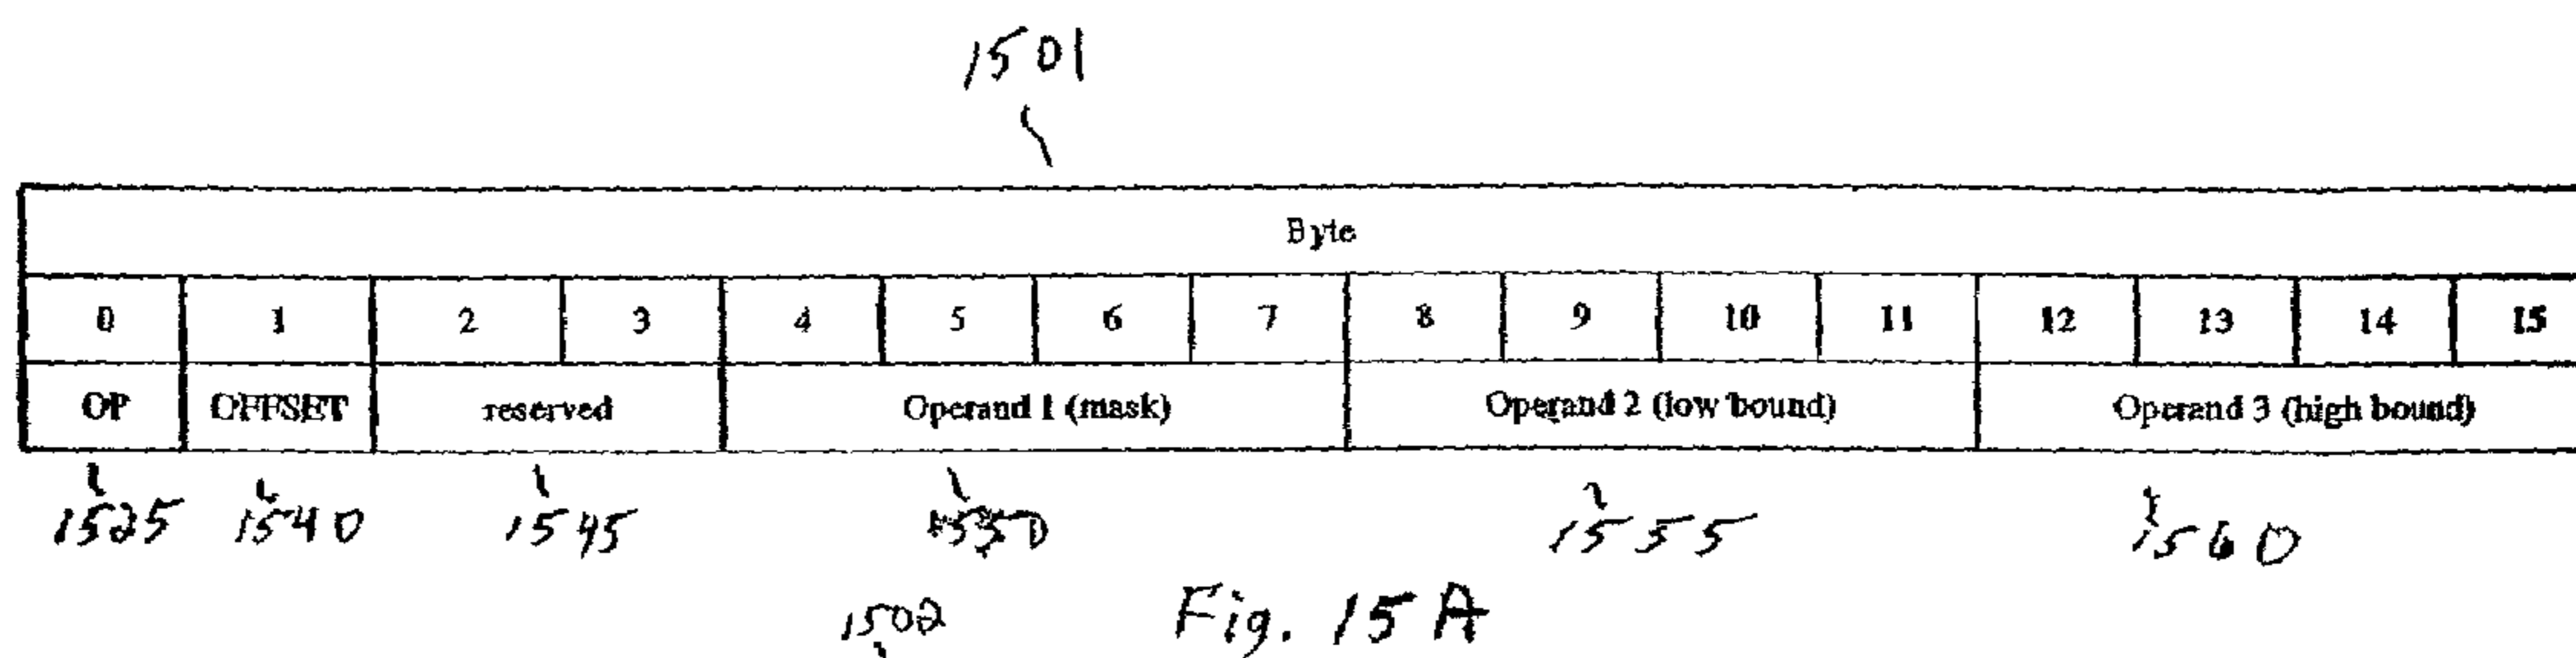 1501
Byte
0 1 2 3 4 5 6 7 8 9 10 11 12 13 14 15
OP OFFSET reserved Operand 1 (mask) Operand 2 (low bound) Operand 3 (high bound)
1525 1540 1545 1550 1555 1560
1502 Fig. 15A